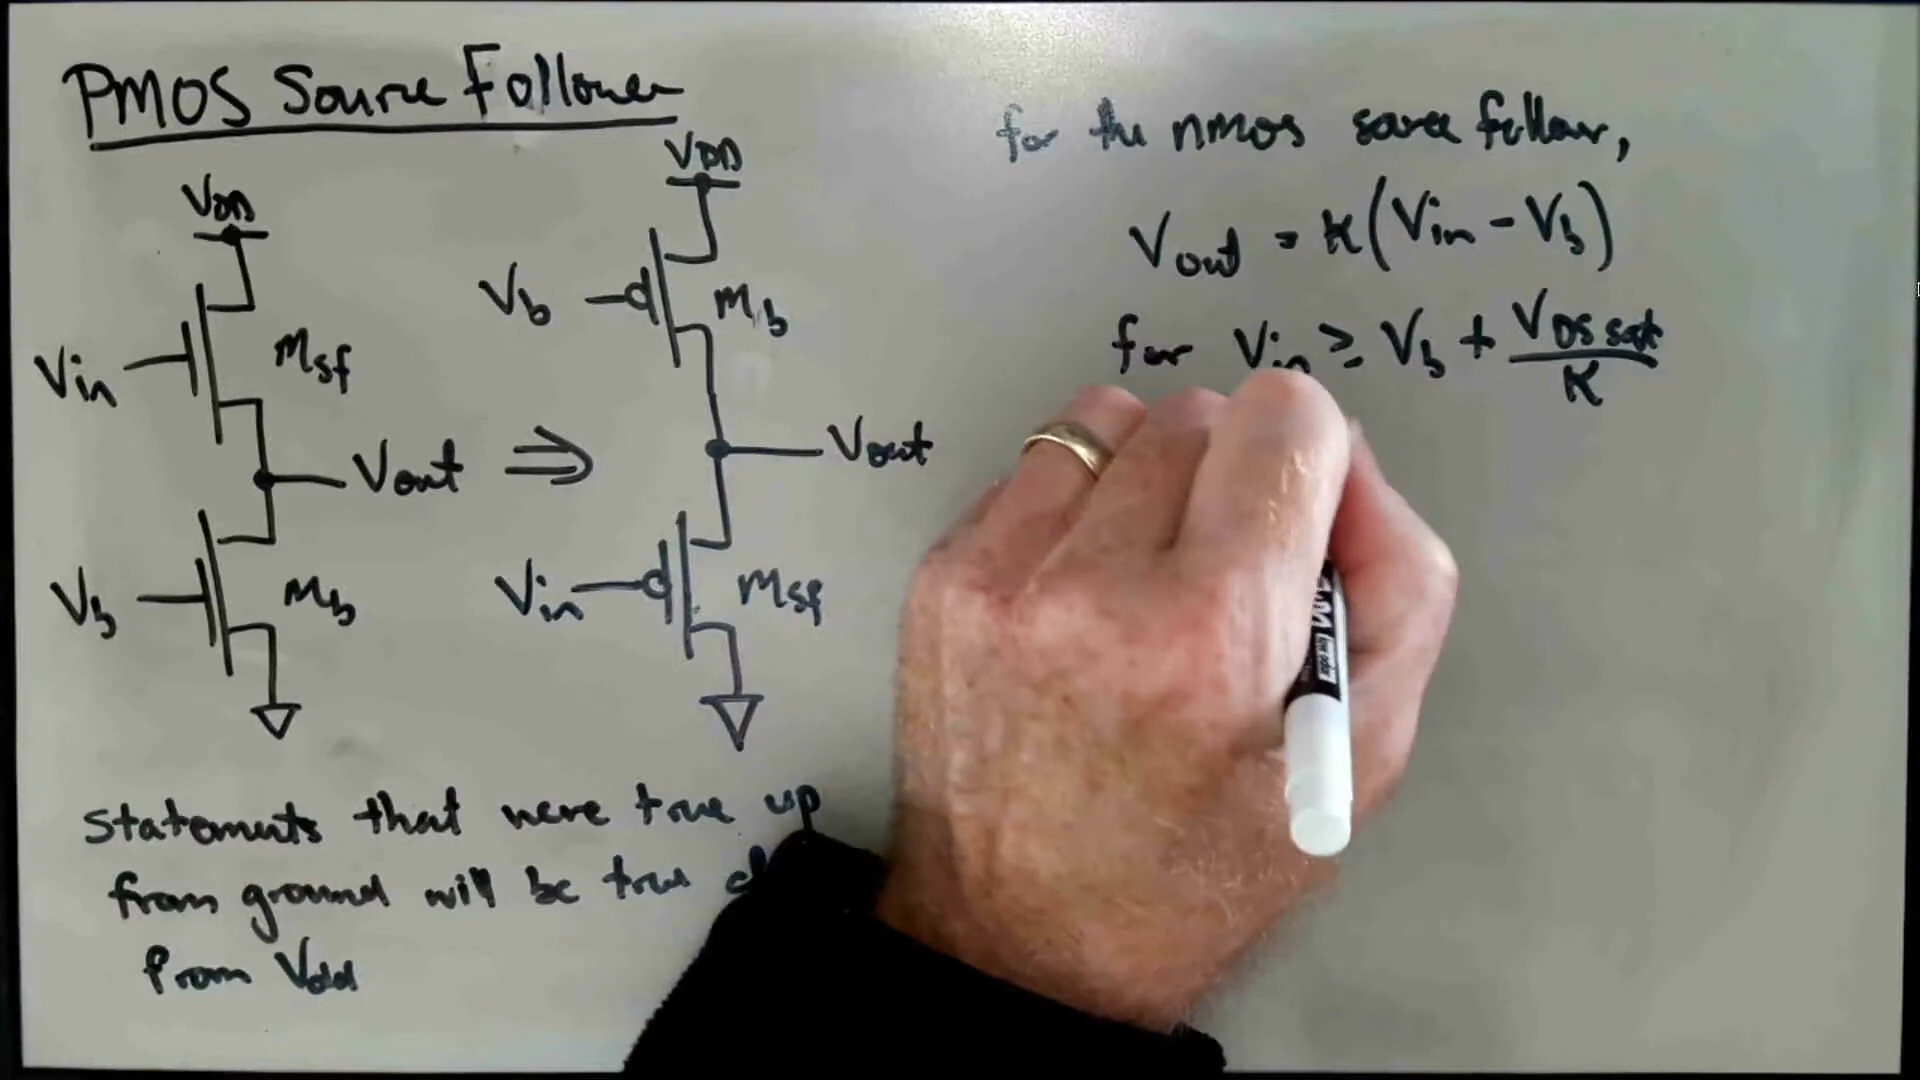 PMOS Source Follower
VDD
Vin
Msf
Vout
Vb
Mb
⇒
VDD
Vb
Mb
Vout
Vin
Msf
Statements that were true up
from ground will be true
from Vdd
for the nmos source follower,
Vout = κ(Vin - Vb)
for Vin ≥ Vb + VDSsat/κ
low odor